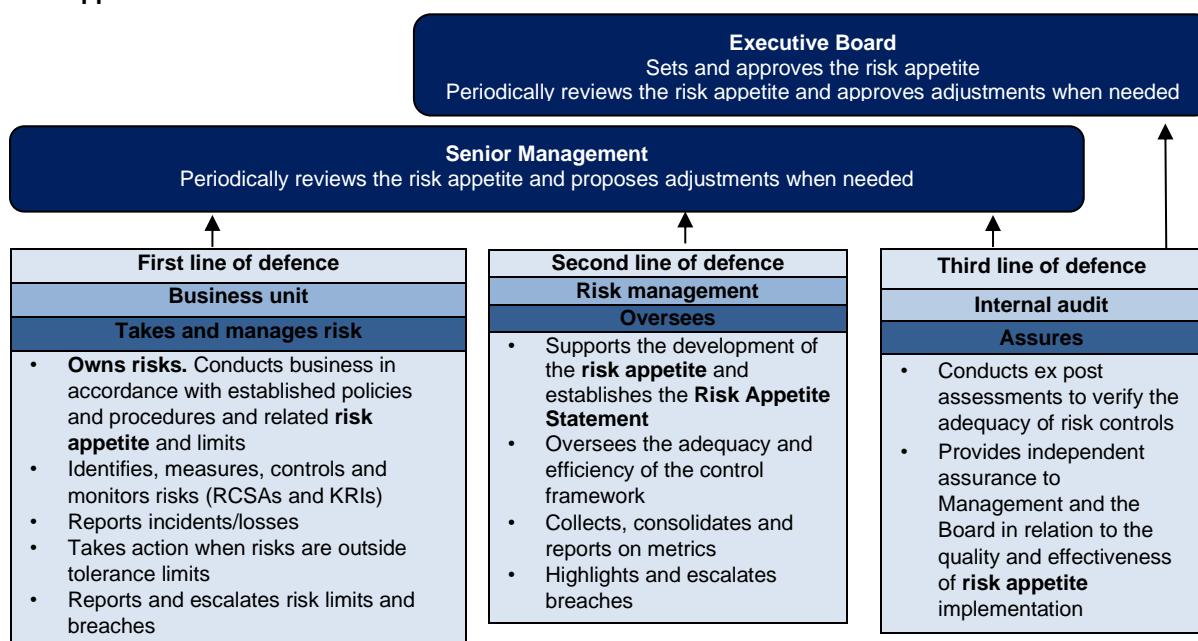 Executive Board
Sets and approves the risk appetite
Periodically reviews the risk appetite and approves adjustments when needed
Senior Management
Periodically reviews the risk appetite and proposes adjustments when needed
First line of defence
Business unit
Takes and manages risk
• Owns risks. Conducts business in
accordance with established policies
and procedures and related risk
appetite and limits
• Identifies, measures, controls and
monitors risks (RCSAs and KRIs)
• Reports incidents/losses
• Takes action when risks are outside
tolerance limits
• Reports and escalates risk limits and
breaches
Second line of defence
Risk management
Oversees
• Supports the development of
the risk appetite and
establishes the Risk Appetite
Statement
• Oversees the adequacy and
efficiency of the control
framework
• Collects, consolidates and
reports on metrics
• Highlights and escalates
breaches
Third line of defence
Internal audit
Assures
• Conducts ex post
assessments to verify the
adequacy of risk controls
• Provides independent
assurance to
Management and the
Board in relation to the
quality and effectiveness
of risk appetite
implementation